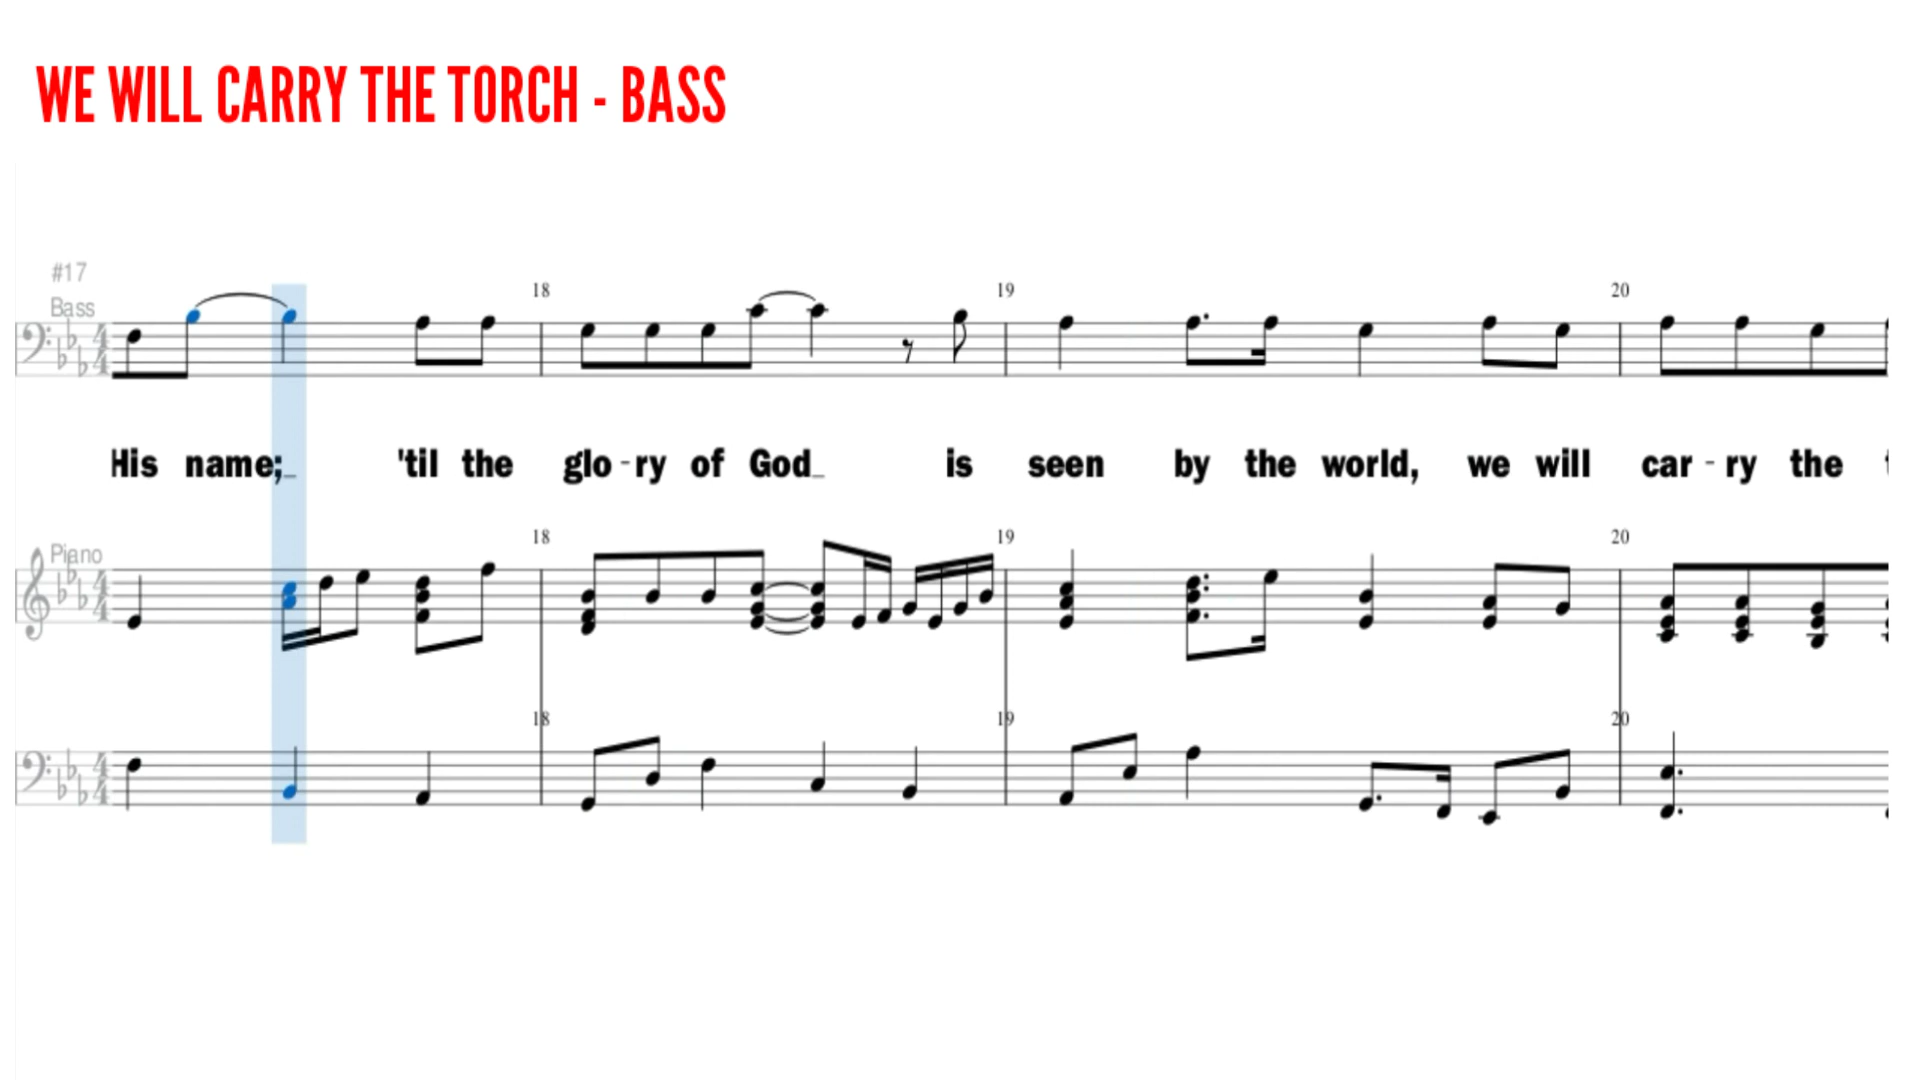 WE WILL CARRY THE TORCH - BASS
#17
18 19 20
Bass
His name;_ 'til the glo - ry of God_ is seen by the world, we will car - ry the
18 19 20
Piano
18 19 20